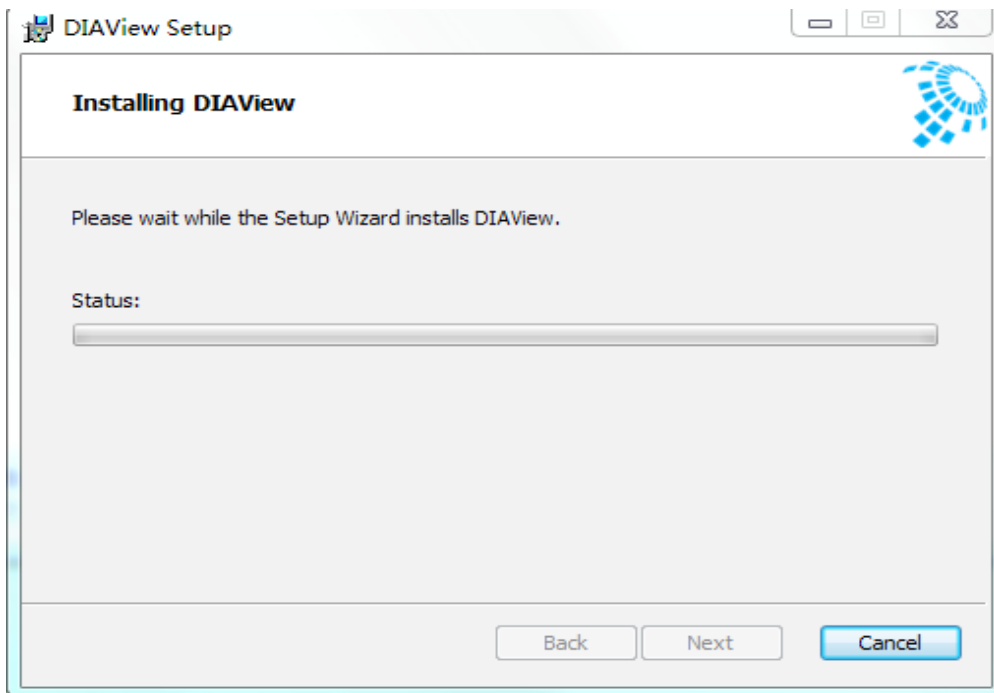 DIAView Setup
Installing DIAView
Please wait while the Setup Wizard installs DIAView.
Status:
Back Next Cancel